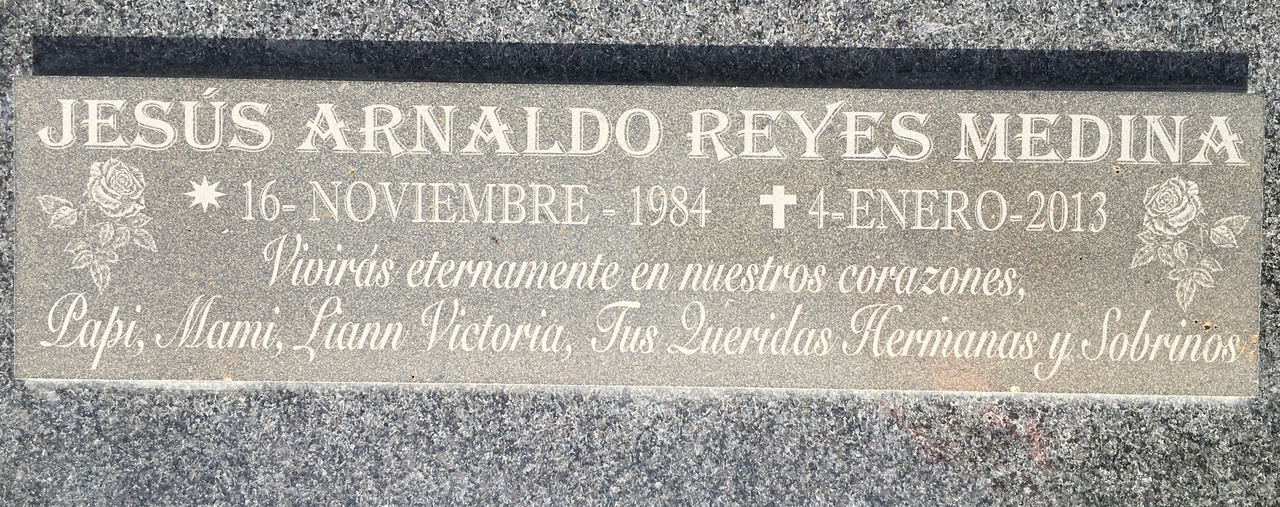 JESÚS ARNALDO REYES MEDINA
16- NOVIEMBRE - 1984 4-ENERO-2013
Vivirás eternamente en nuestros corazones,
Papi, Mami, Liann Victoria, Tus Queridas Hermanas y Sobrinos